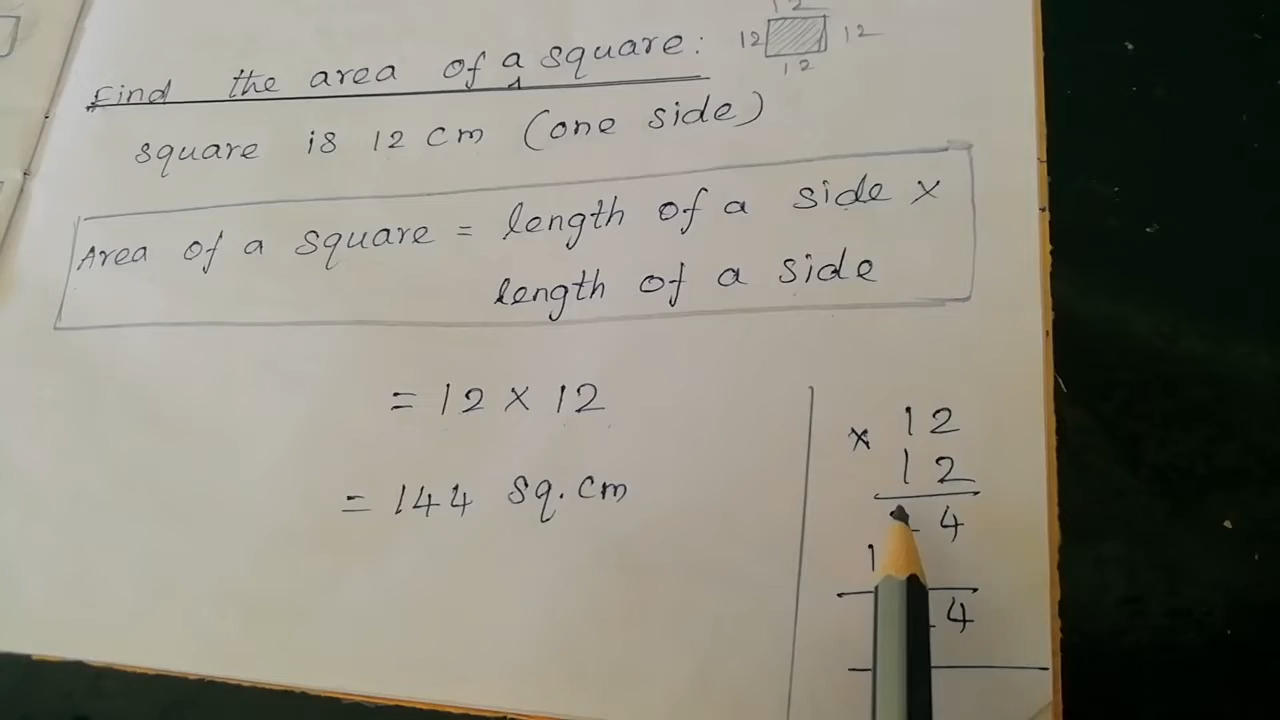 12
12 12
12
Find the area of a square:
square is 12 cm (one side)
Area of a square = length of a side ×
length of a side
= 12 × 12
= 144 sq. cm
× 12
12
4
1
4